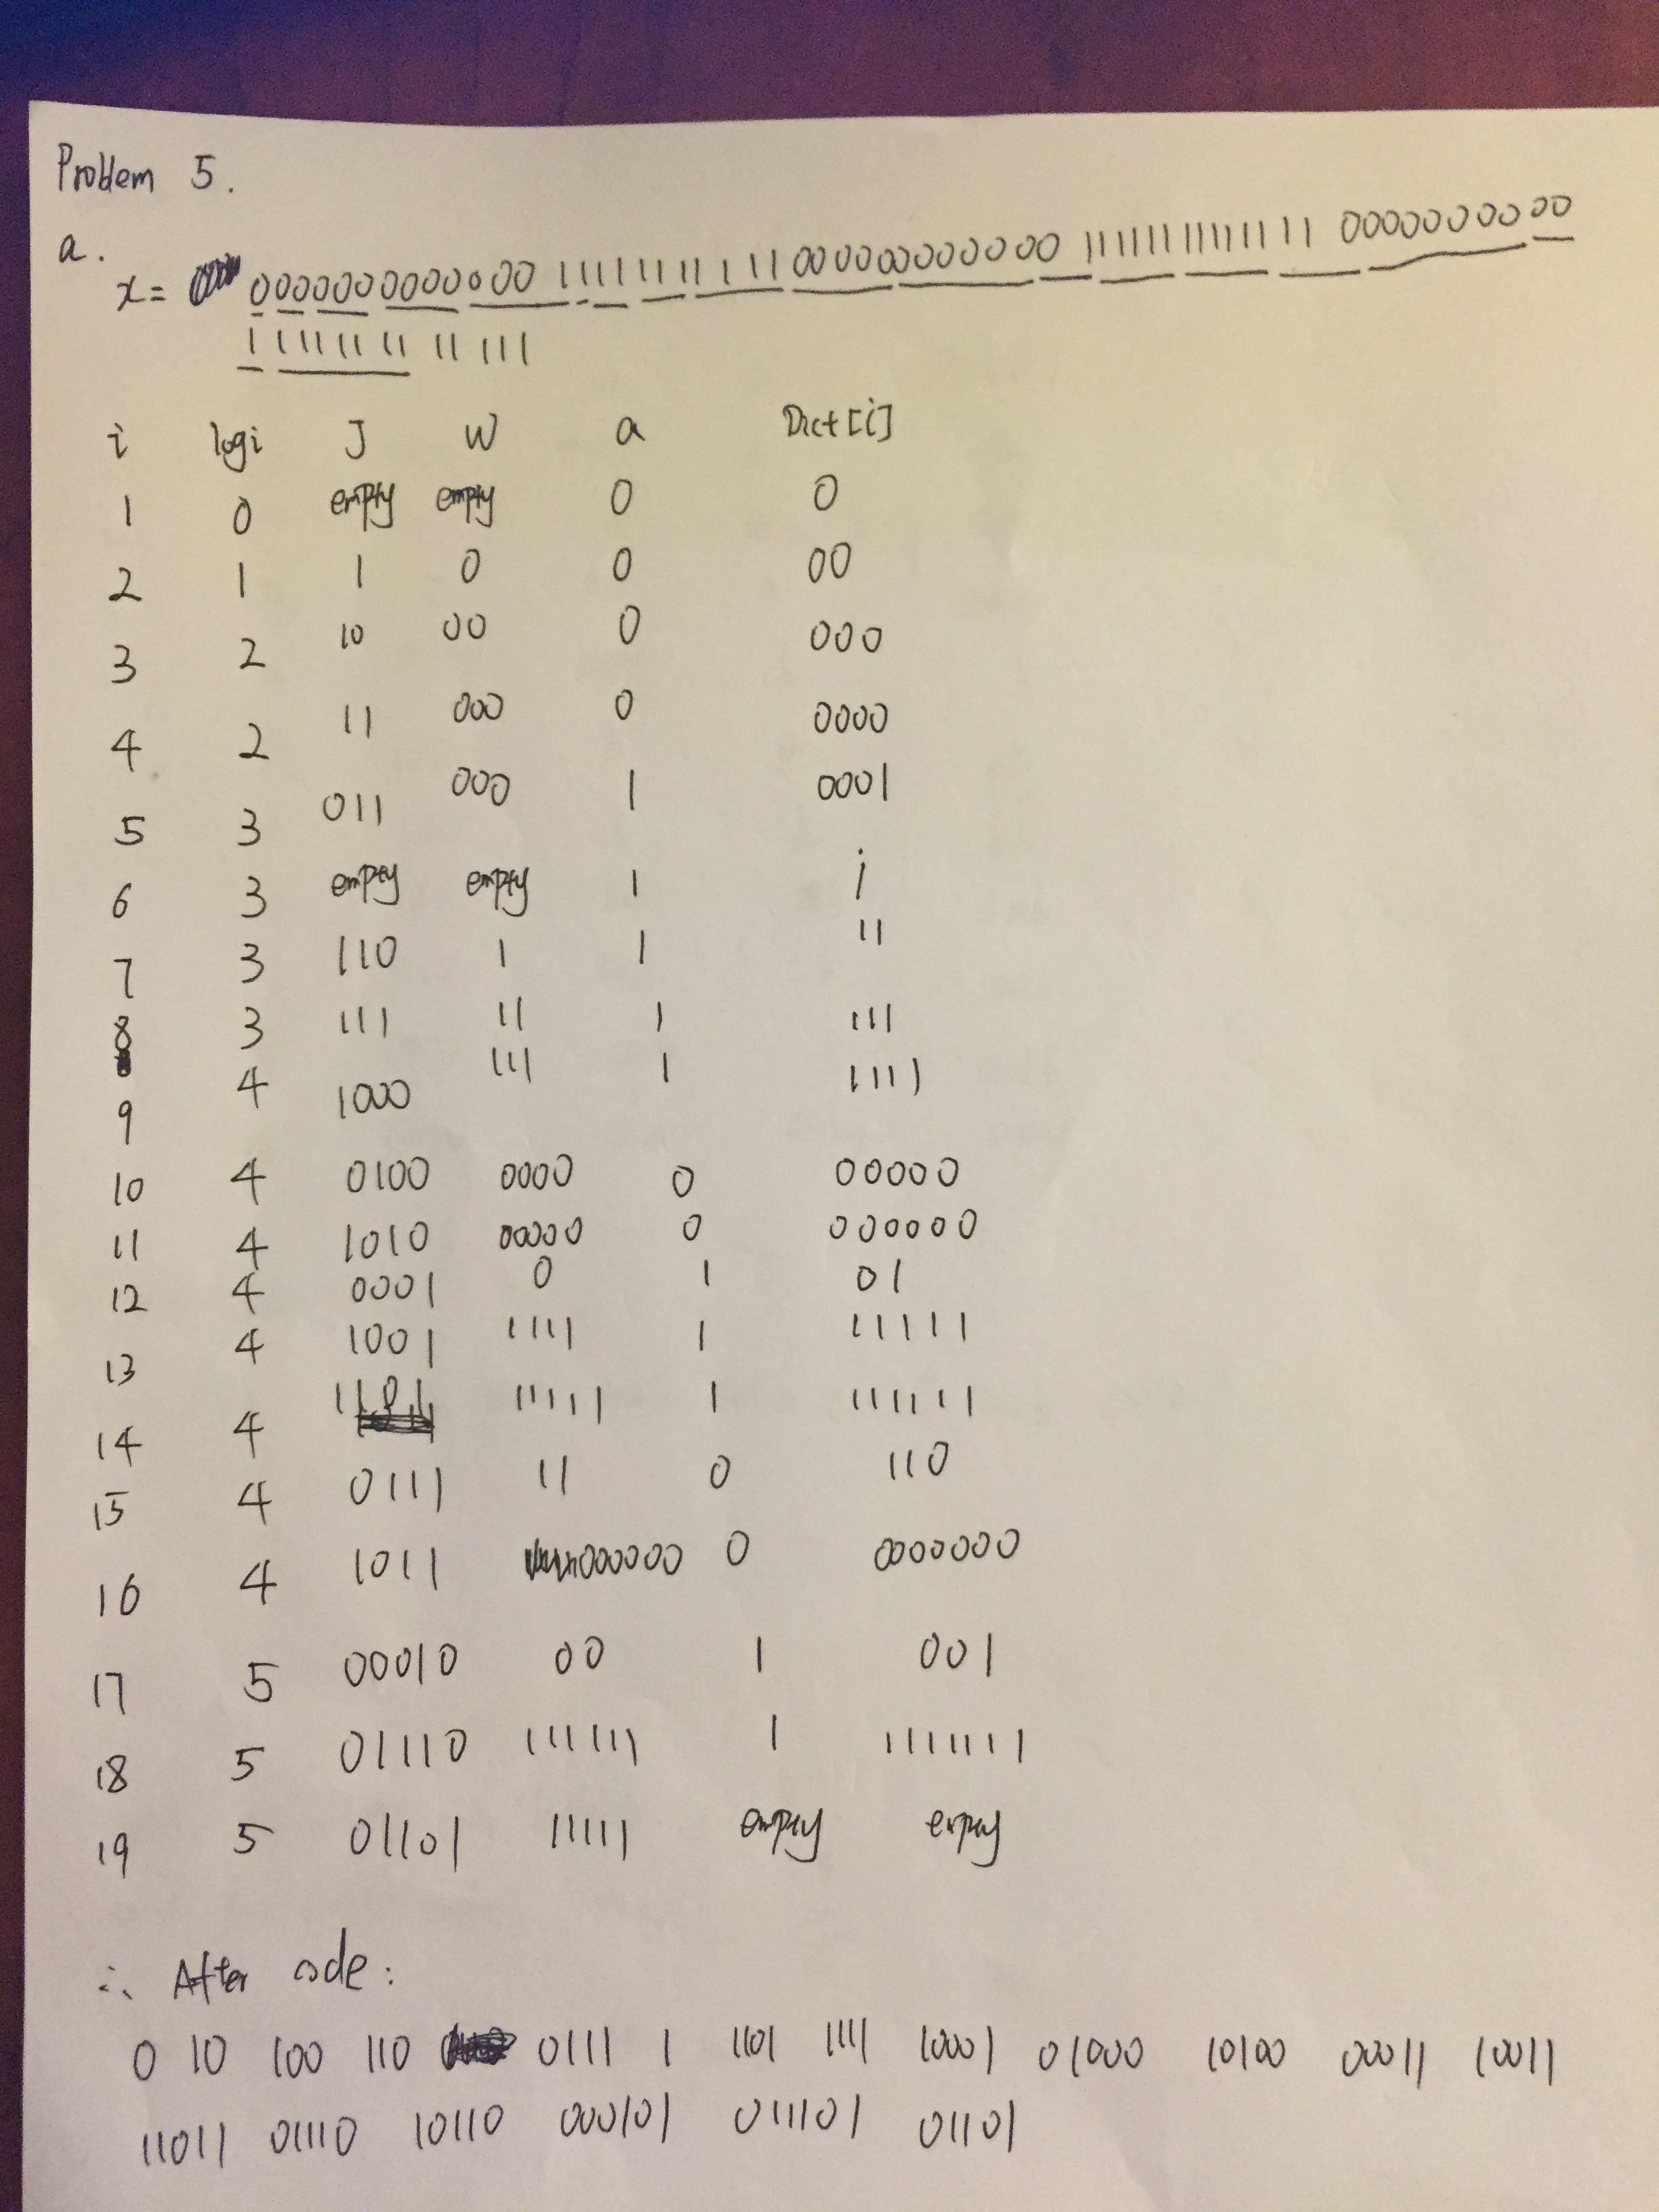 Problem 5.
a.
x= 0000000000000 11111111111 000000000000 11111111111111 0000000000
1111111111111
i logi J W a Dict[i]
1 0 empty empty 0 0
2 1 1 0 0 00
3 2 10 00 0 000
4 2 11 000 0 0000
5 3 011 000 1 0001
6 3 empty empty 1 1
7 3 110 1 1 11
8 3 111 11 1 111
9 4 1000 111 1 1111
10 4 0100 0000 0 00000
11 4 1010 00000 0 000000
12 4 0001 0 1 01
13 4 1001 1111 1 11111
14 4 1101 11111 1 111111
15 4 0111 11 0 110
16 4 1011 000000 0 0000000
17 5 00010 00 1 001
18 5 01110 111111 1 1111111
19 5 01101 11111 empty empty
∴ After code:
0 10 100 110 0111 1 1101 1111 10001 01000 10100 00011 10011
11011 01110 10110 000101 011101 01101